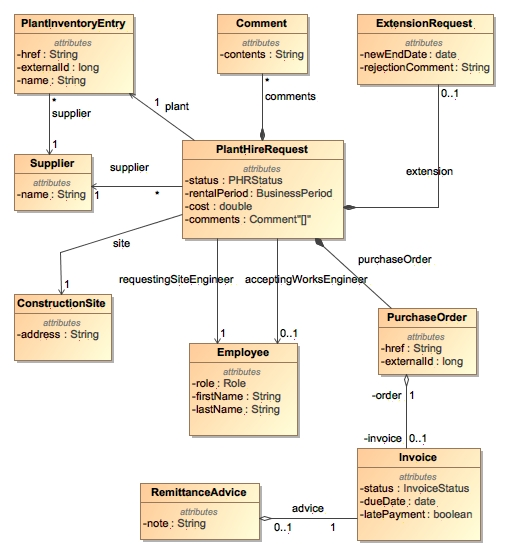 PlantInventoryEntry
attributes
-href : String
-externalId : long
-name : String
Comment
attributes
-contents : String
ExtensionRequest
attributes
-newEndDate : date
-rejectionComment : String
*
supplier
1
1 plant
*
comments
0..1
extension
Supplier
attributes
-name : String
supplier
1
*
PlantHireRequest
attributes
-status : PHRStatus
-rentalPeriod : BusinessPeriod
-cost : double
-comments : Comment"[]"
site
1
requestingSiteEngineer
1
acceptingWorksEngineer
0..1
purchaseOrder
ConstructionSite
attributes
-address : String
Employee
attributes
-role : Role
-firstName : String
-lastName : String
PurchaseOrder
attributes
-href : String
-externalId : long
-order 1
-invoice 0..1
Invoice
attributes
-status : InvoiceStatus
-dueDate : date
-latePayment : boolean
RemittanceAdvice
attributes
-note : String
advice
0..1
1